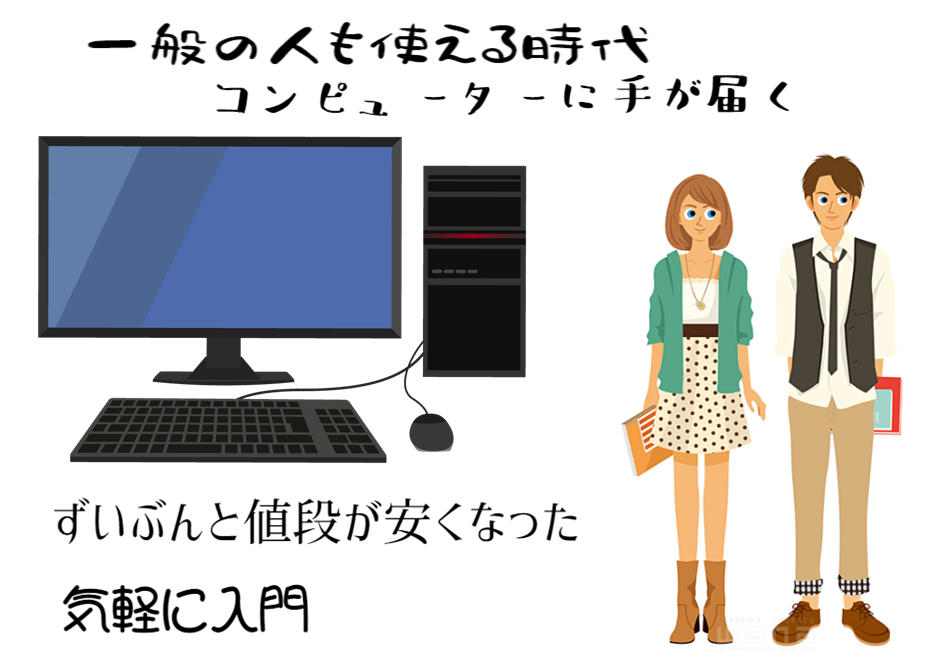 一般の人も使える時代
コンピューターに手が届く
ずいぶんと値段が安くなった
気軽に入門